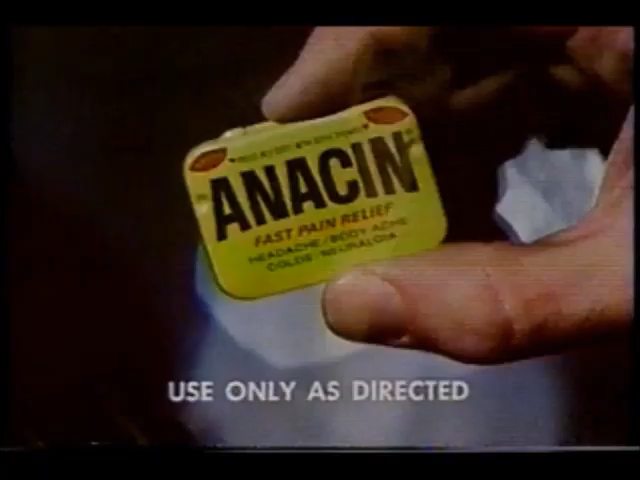 ANACIN
FAST PAIN RELIEF
HEADACHE/BODY ACHE
COLDS/NEURALGIA
USE ONLY AS DIRECTED